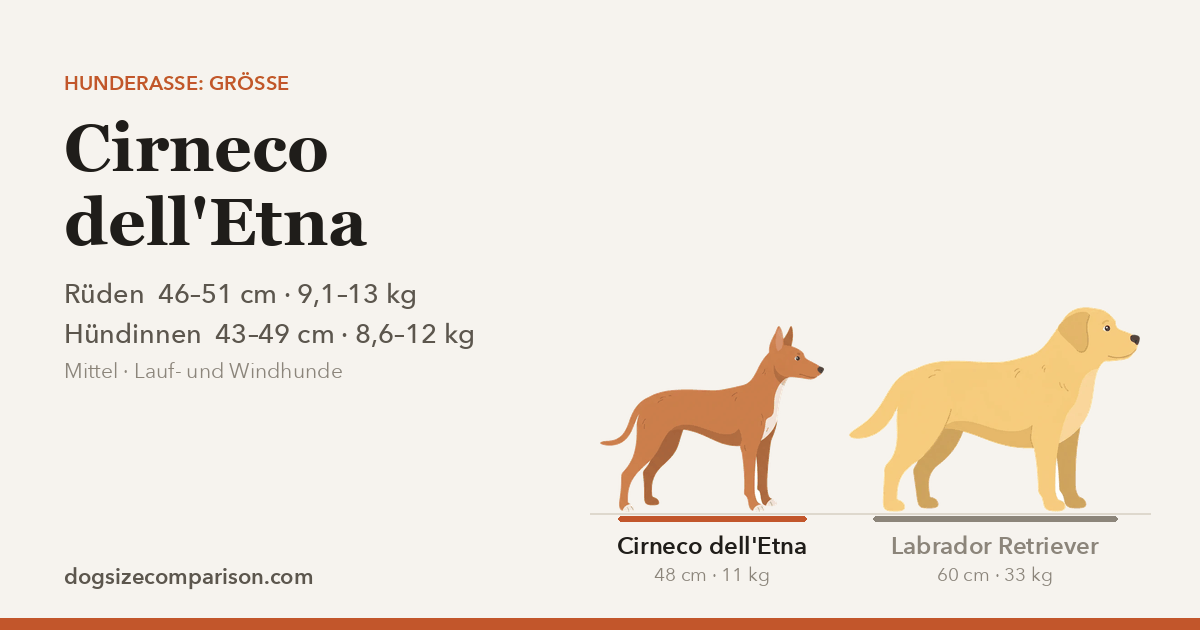 HUNDERASSE: GRÖSSE
Cirneco
dell'Etna
Rüden 46–51 cm · 9,1–13 kg
Hündinnen 43–49 cm · 8,6–12 kg
Mittel · Lauf- und Windhunde
Cirneco dell'Etna
48 cm · 11 kg
Labrador Retriever
60 cm · 33 kg
dogsizecomparison.com